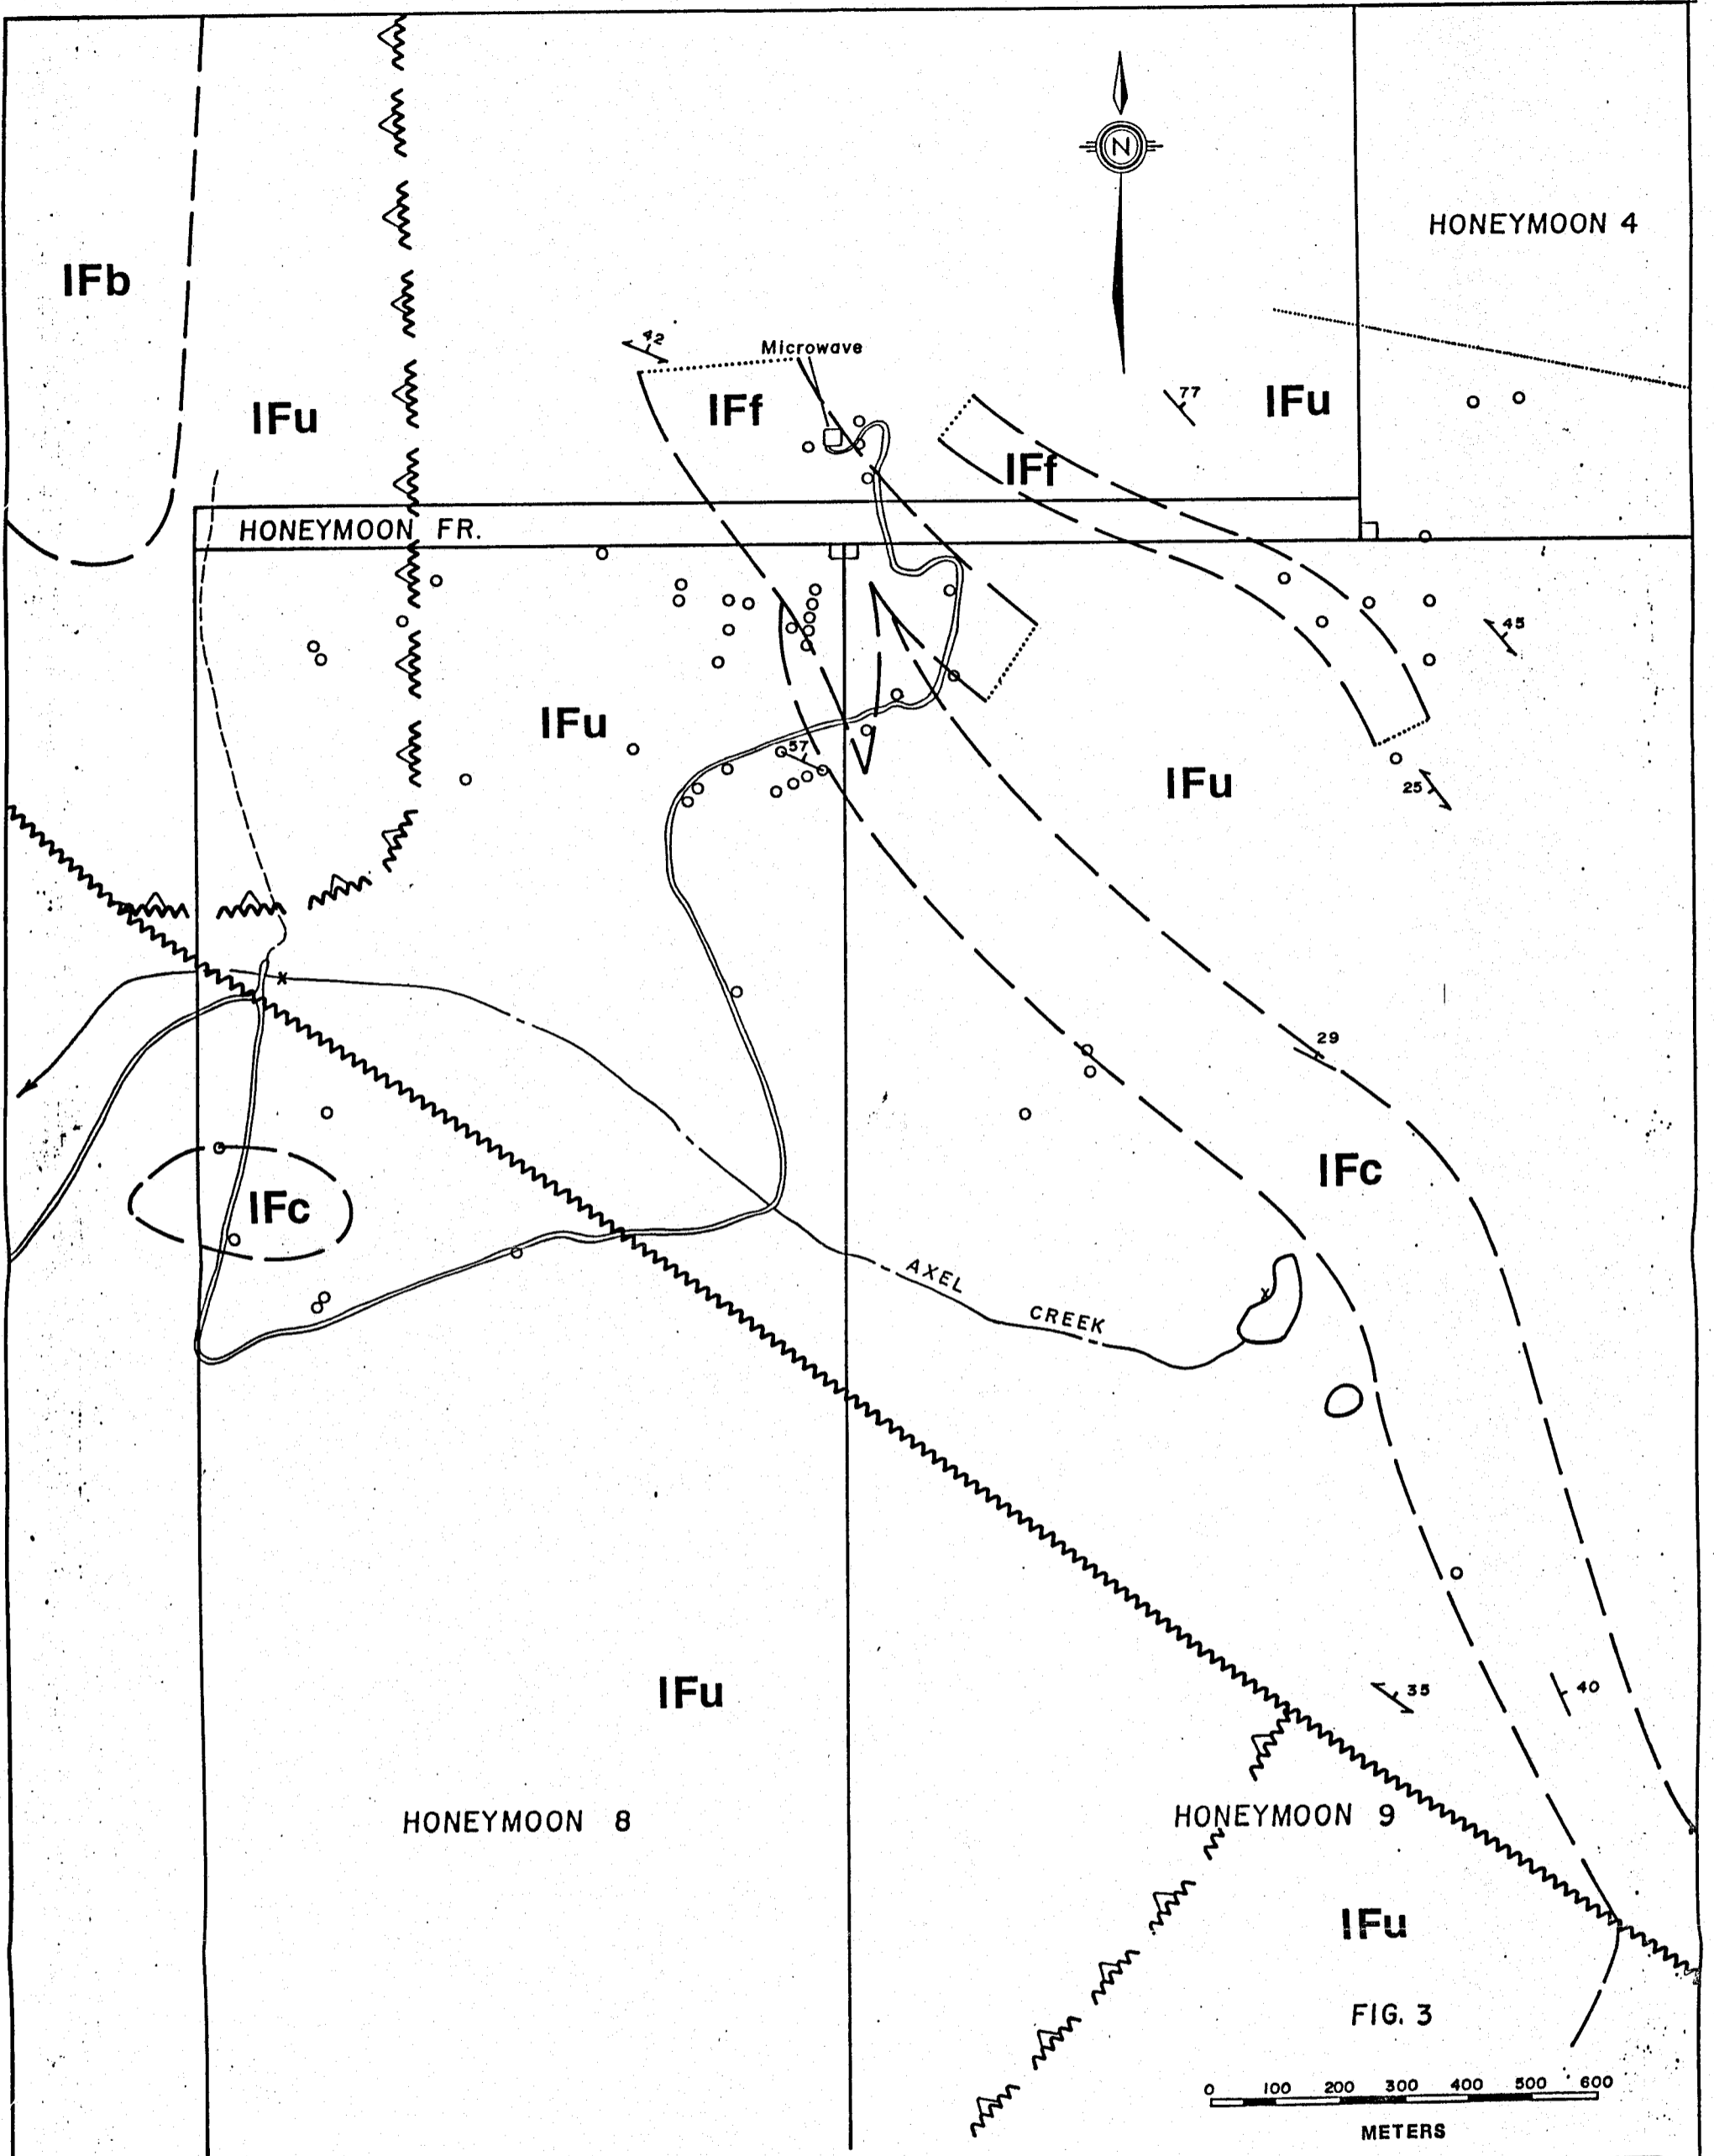 N
HONEYMOON 4
IFb
42
Microwave
77
IFu
IFf
IFu
IFf
HONEYMOON FR.
45
IFu
57
IFu
25
29
IFc
IFc
AXEL
CREEK
IFu
35
40
HONEYMOON 8
HONEYMOON 9
IFu
FIG. 3
0 100 200 300 400 500 600
METERS